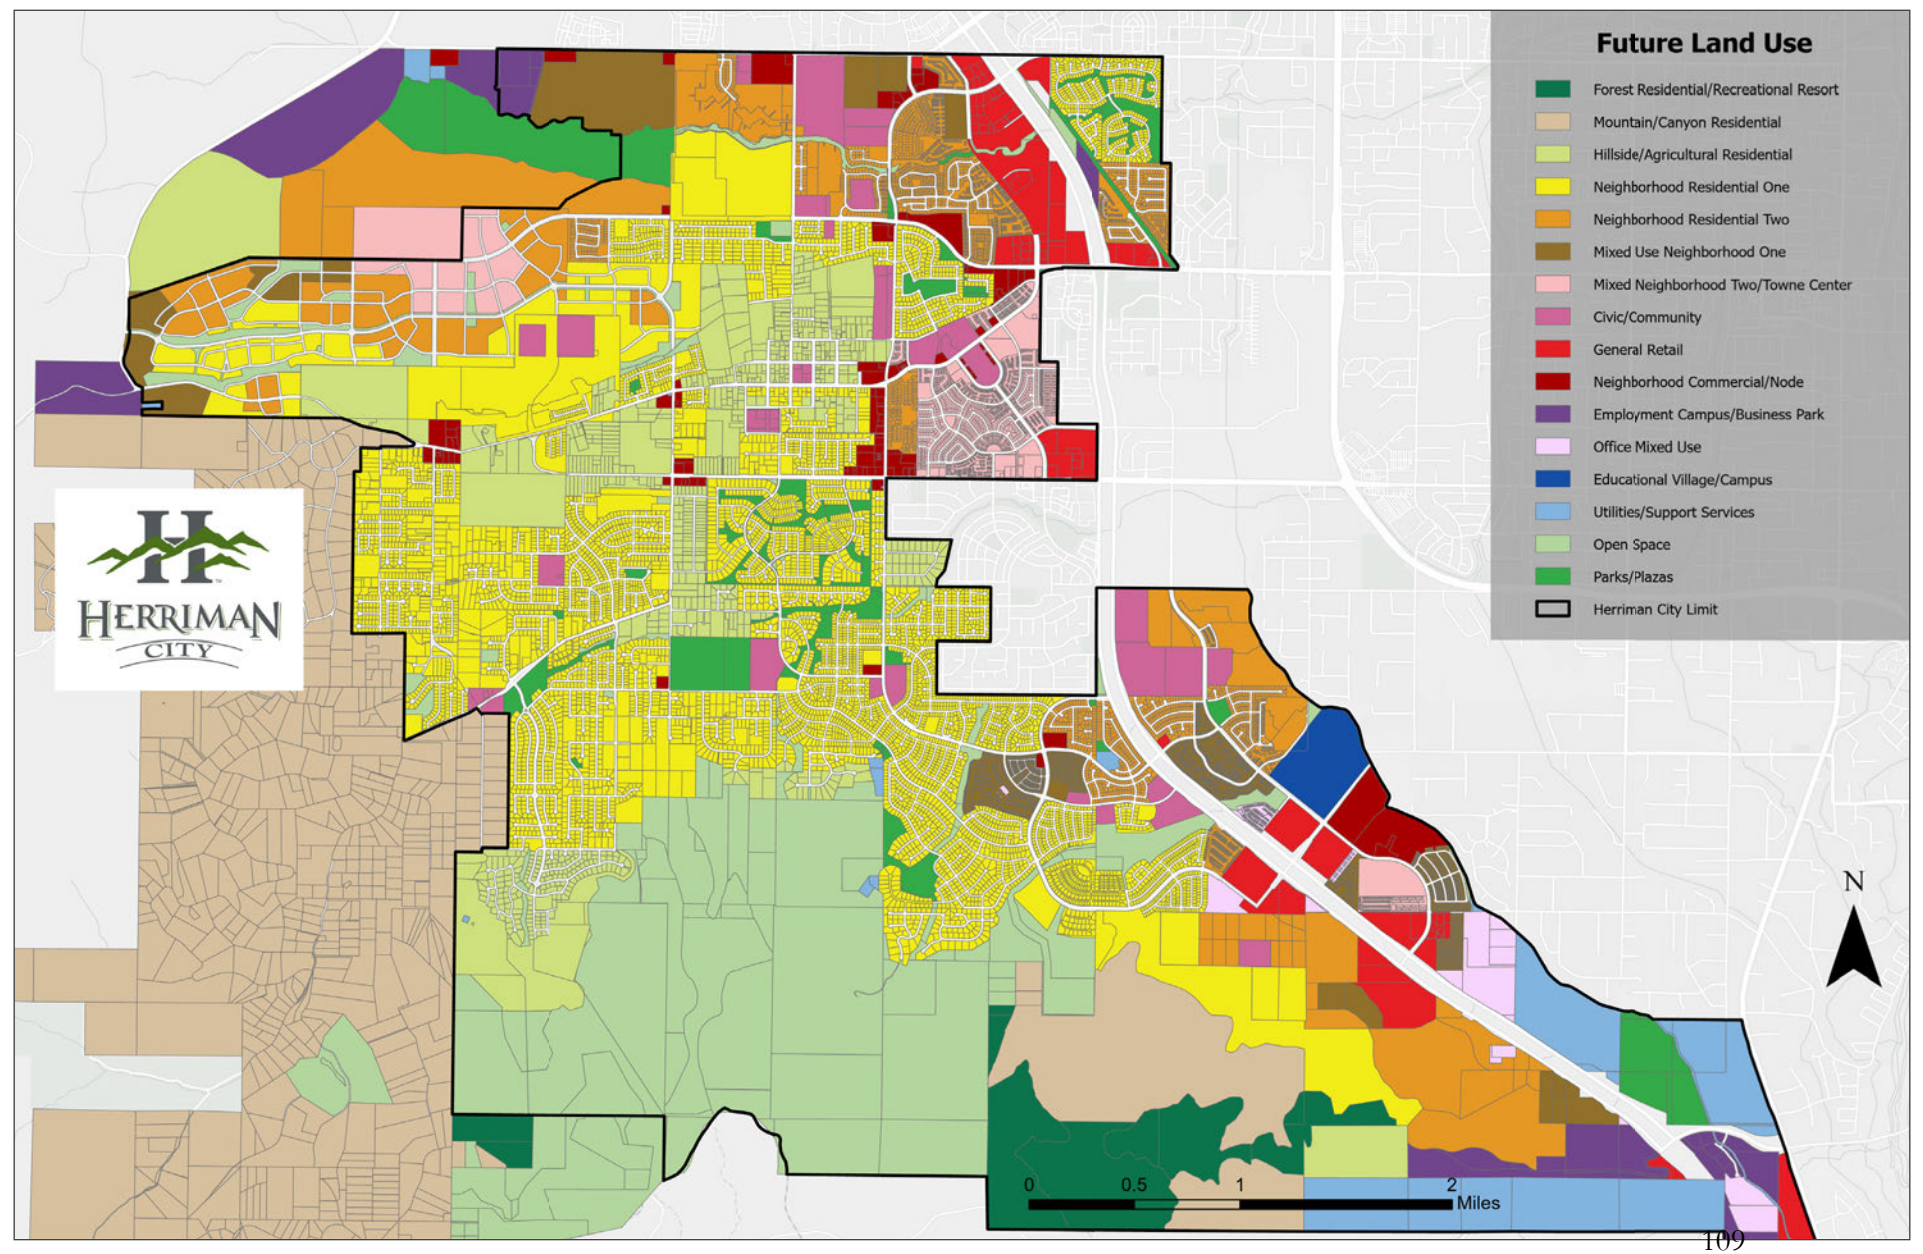 Future Land Use
Forest Residential/Recreational Resort
Mountain/Canyon Residential
Hillside/Agricultural Residential
Neighborhood Residential One
Neighborhood Residential Two
Mixed Use Neighborhood One
Mixed Neighborhood Two/Towne Center
Civic/Community
General Retail
Neighborhood Commercial/Node
Employment Campus/Business Park
Office Mixed Use
Educational Village/Campus
Utilities/Support Services
Open Space
Parks/Plazas
Herriman City Limit
H
TM
HERRIMAN
CITY
N
0 0.5 1 2
Miles
109